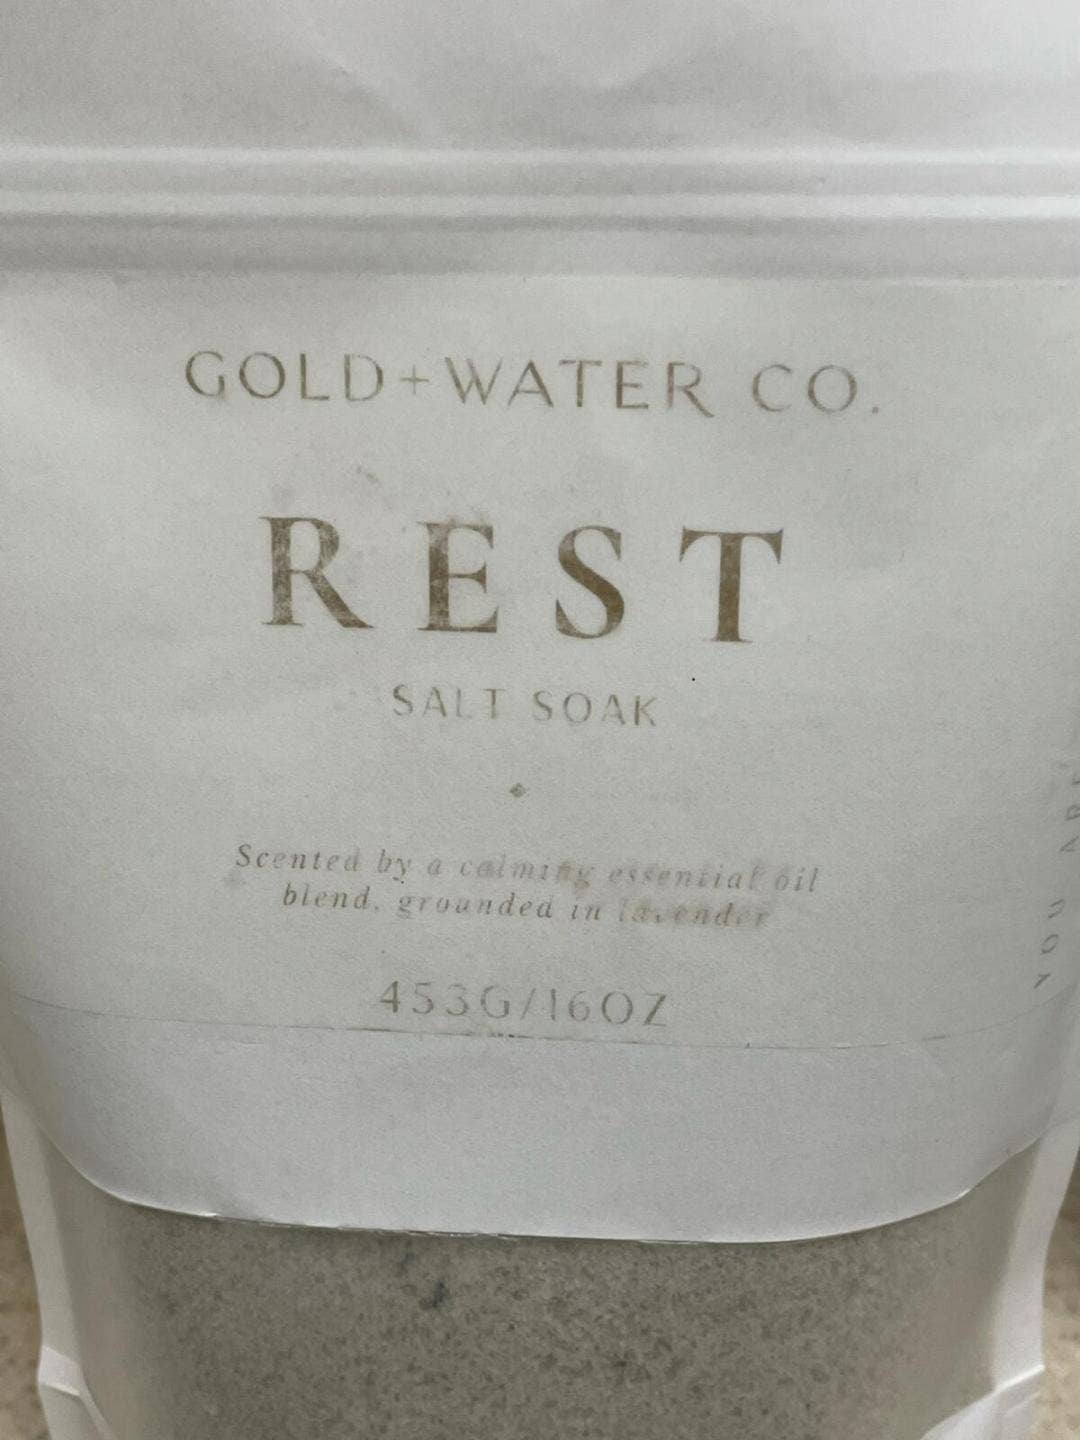 GOLD+WATER CO.
REST
SALT SOAK
Scented by a calming essential oil
blend, grounded in lavender
453G/16OZ